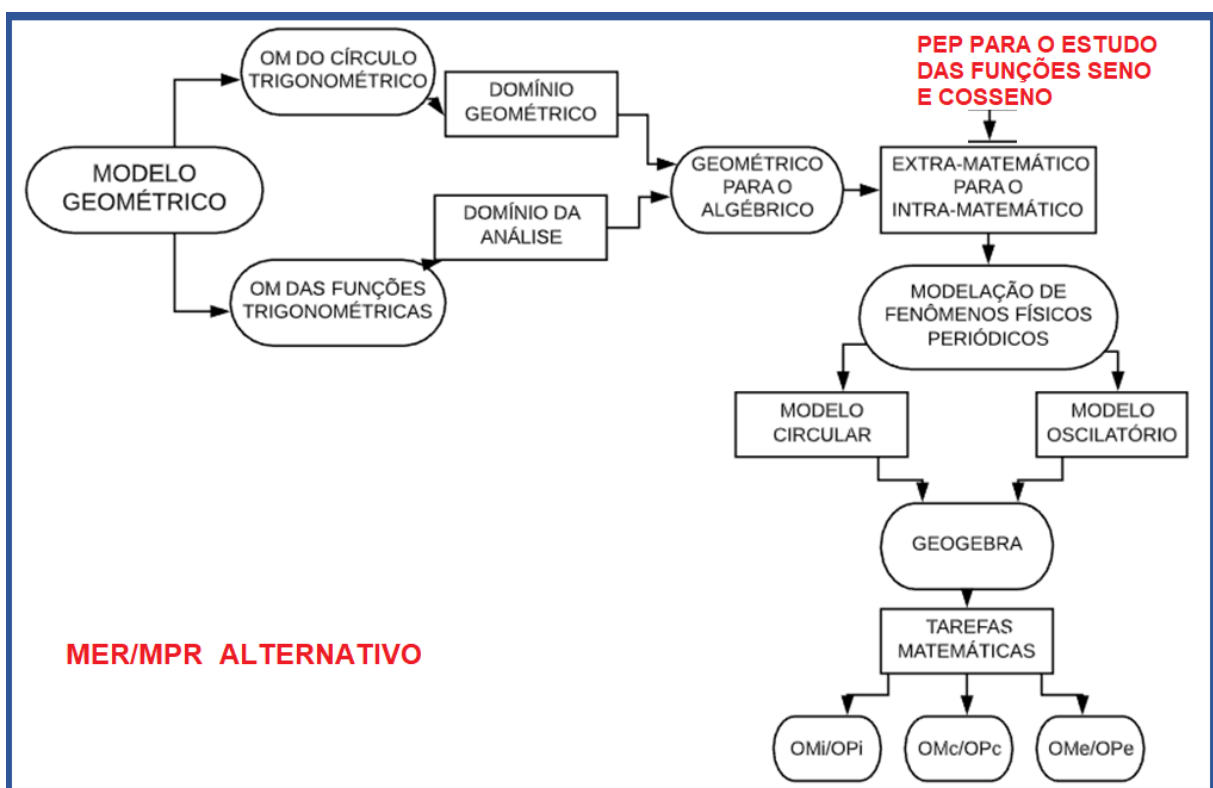 OM DO CÍRCULO
TRIGONOMÉTRICO
DOMÍNIO
GEOMÉTRICO
PEP PARA O ESTUDO
DAS FUNÇÕES SENO
E COSSENO
MODELO
GEOMÉTRICO
GEOMÉTRICO
PARA O
ALGÉBRICO
EXTRA-MATEMÁTICO
PARA O
INTRA-MATEMÁTICO
DOMÍNIO DA
ANÁLISE
OM DAS FUNÇÕES
TRIGONOMÉTRICAS
MODELAÇÃO DE
FENÔMENOS FÍSICOS
PERIÓDICOS
MODELO
CIRCULAR
MODELO
OSCILATÓRIO
GEOGEBRA
TAREFAS
MATEMÁTICAS
MER/MPR ALTERNATIVO
OMi/OPi
OMc/OPc
OMe/OPe